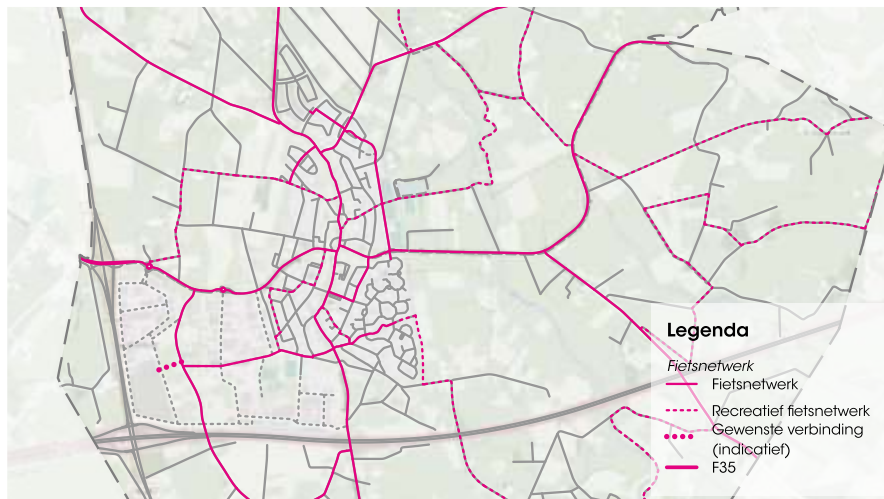 Legenda
Fietsnetwerk
Fietsnetwerk
Recreatief fietsnetwerk
Gewenste verbinding
(indicatief)
F35